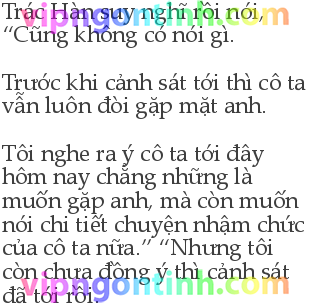 Trác Hàn suy nghĩ rồi nói,
“Cũng không có nói gì.
vipngontinh.com
Trước khi cảnh sát tới thì cô ta
vẫn luôn đòi gặp mặt anh.
Tôi nghe ra ý cô ta tới đây
hôm nay chẳng những là
muốn gặp anh, mà còn muốn
nói chi tiết chuyện nhậm chức
của cô ta nữa.” “Nhưng tôi
còn chưa đồng ý thì cảnh sát
đã tới rồi.
vipngontinh.com